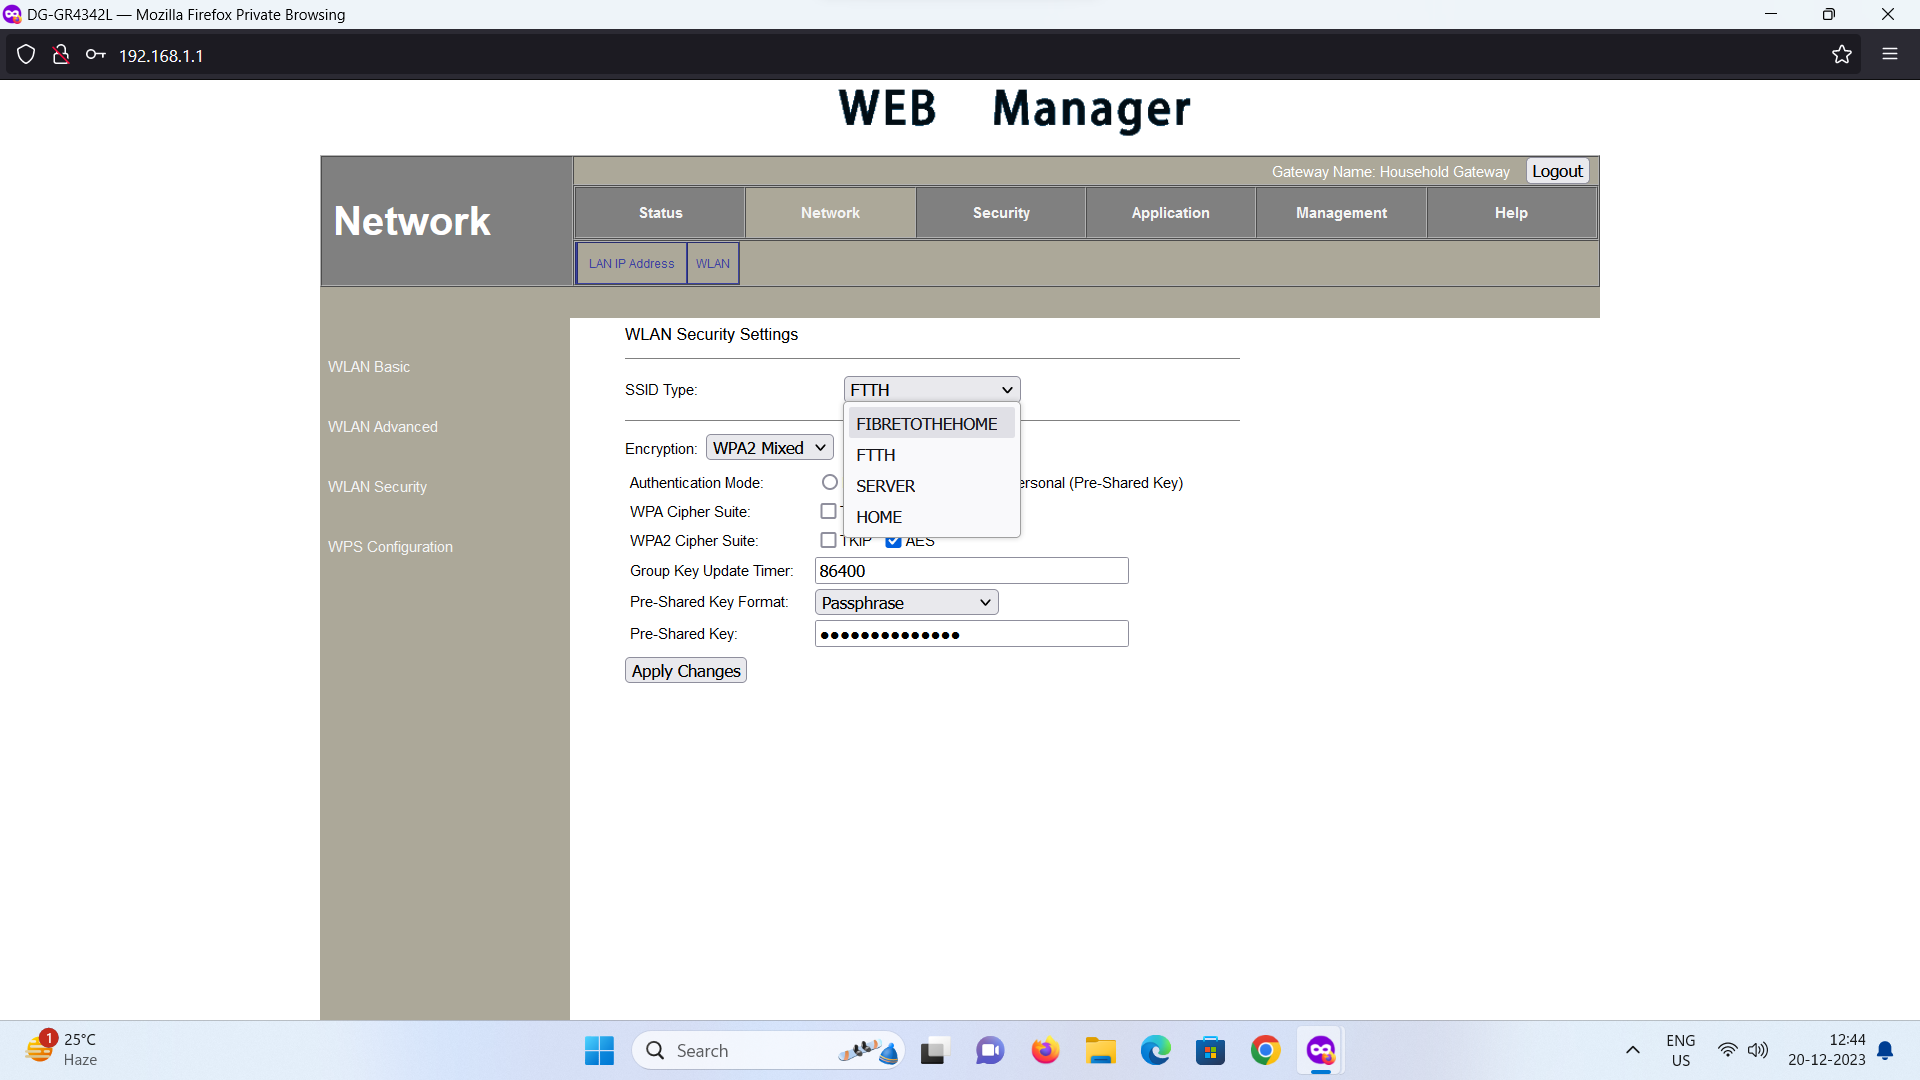 DG-GR4342L — Mozilla Firefox Private Browsing
192.168.1.1
WEB Manager
Gateway Name: Household Gateway Logout
Network
Status Network Security Application Management Help
LAN IP Address WLAN
WLAN Basic
WLAN Advanced
WLAN Security
WPS Configuration
WLAN Security Settings
SSID Type: FTTH
FIBRETOTHEHOME
FTTH
SERVER
HOME
Encryption: WPA2 Mixed
Authentication Mode: ersonal (Pre-Shared Key)
WPA Cipher Suite:
WPA2 Cipher Suite: TKIP AES
Group Key Update Timer: 86400
Pre-Shared Key Format: Passphrase
Pre-Shared Key: ●●●●●●●●●●●●●●
Apply Changes
1
25°C
Haze
Search
ENG
US
12:44
20-12-2023